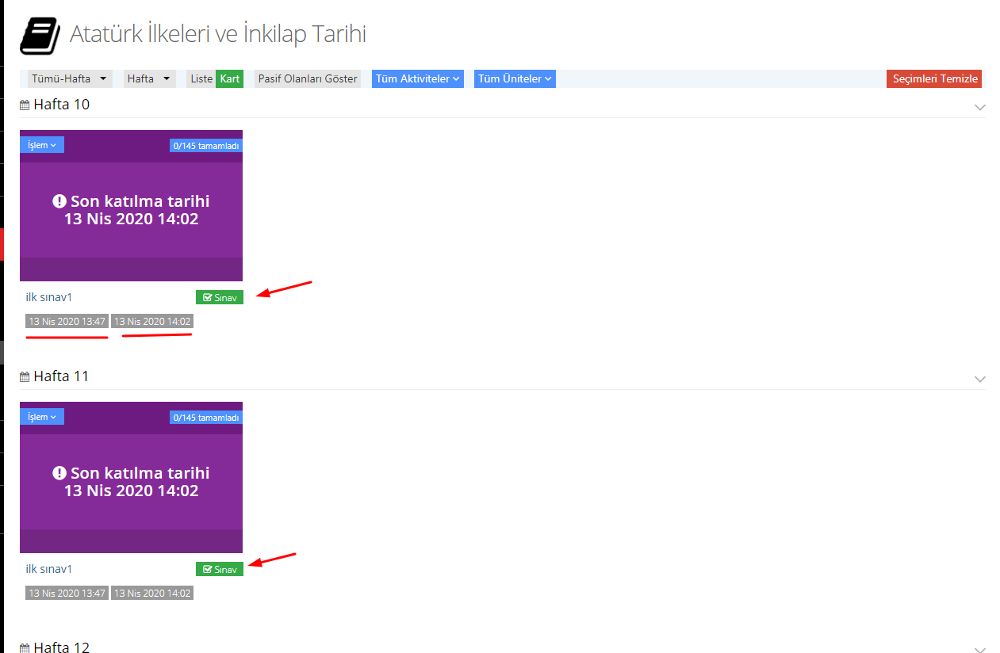 Atatürk İlkeleri ve İnkilap Tarihi
Tümü-Hafta Hafta Liste Kart Pasif Olanları Göster Tüm Aktiviteler Tüm Üniteler Seçimleri Temizle
Hafta 10
İşlem 0/145 tamamladı
Son katılma tarihi
13 Nis 2020 14:02
ilk sınav1 Sınav
13 Nis 2020 13:47 13 Nis 2020 14:02
Hafta 11
İşlem 0/145 tamamladı
Son katılma tarihi
13 Nis 2020 14:02
ilk sınav1 Sınav
13 Nis 2020 13:47 13 Nis 2020 14:02
Hafta 12